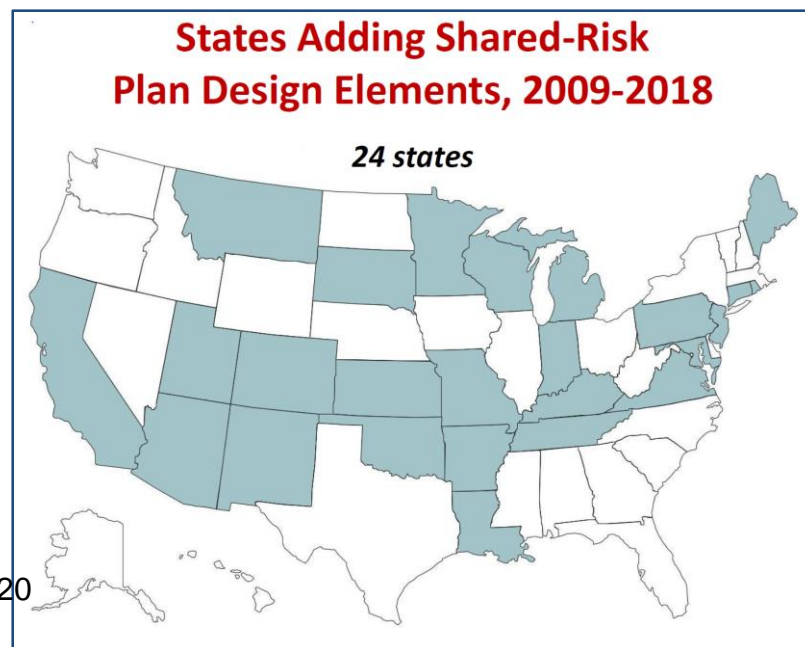 States Adding Shared-Risk
Plan Design Elements, 2009-2018
24 states
20